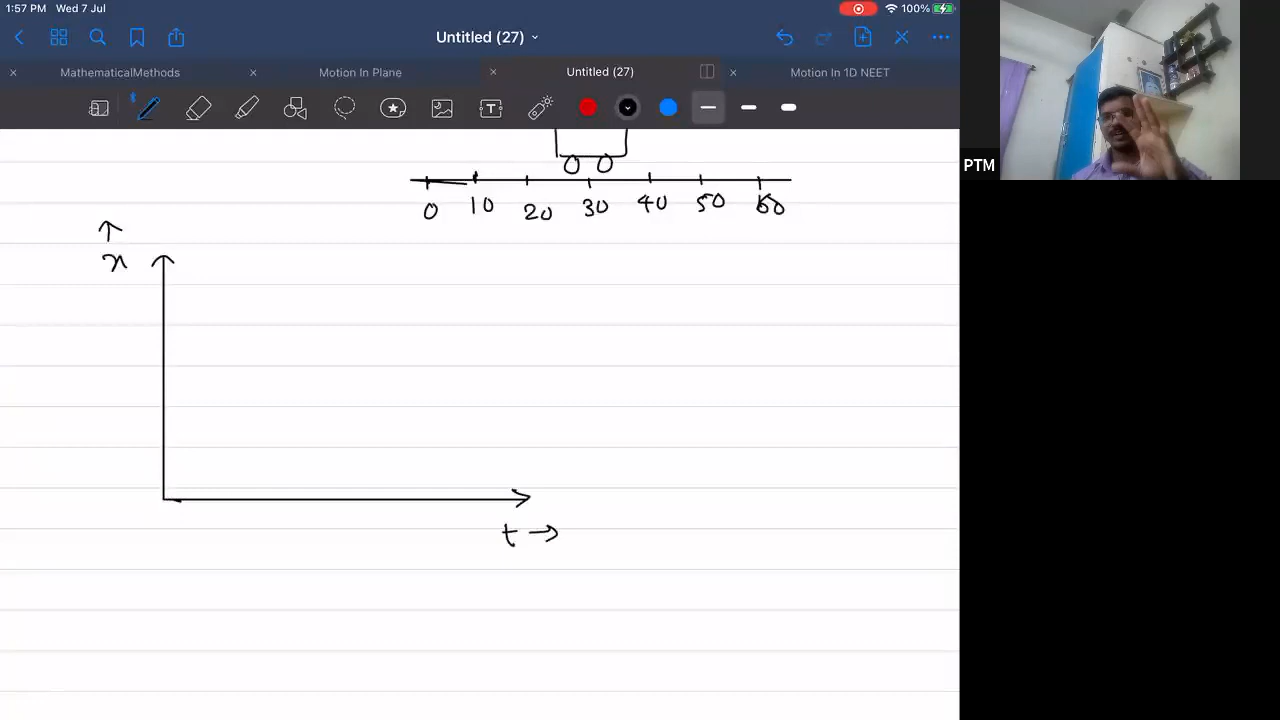 1:57 PM Wed 7 Jul 100%
Untitled (27)
MathematicalMethods Motion In Plane Untitled (27) Motion In 1D NEET
T
PTM
0 10 20 30 40 50 60
x
t →